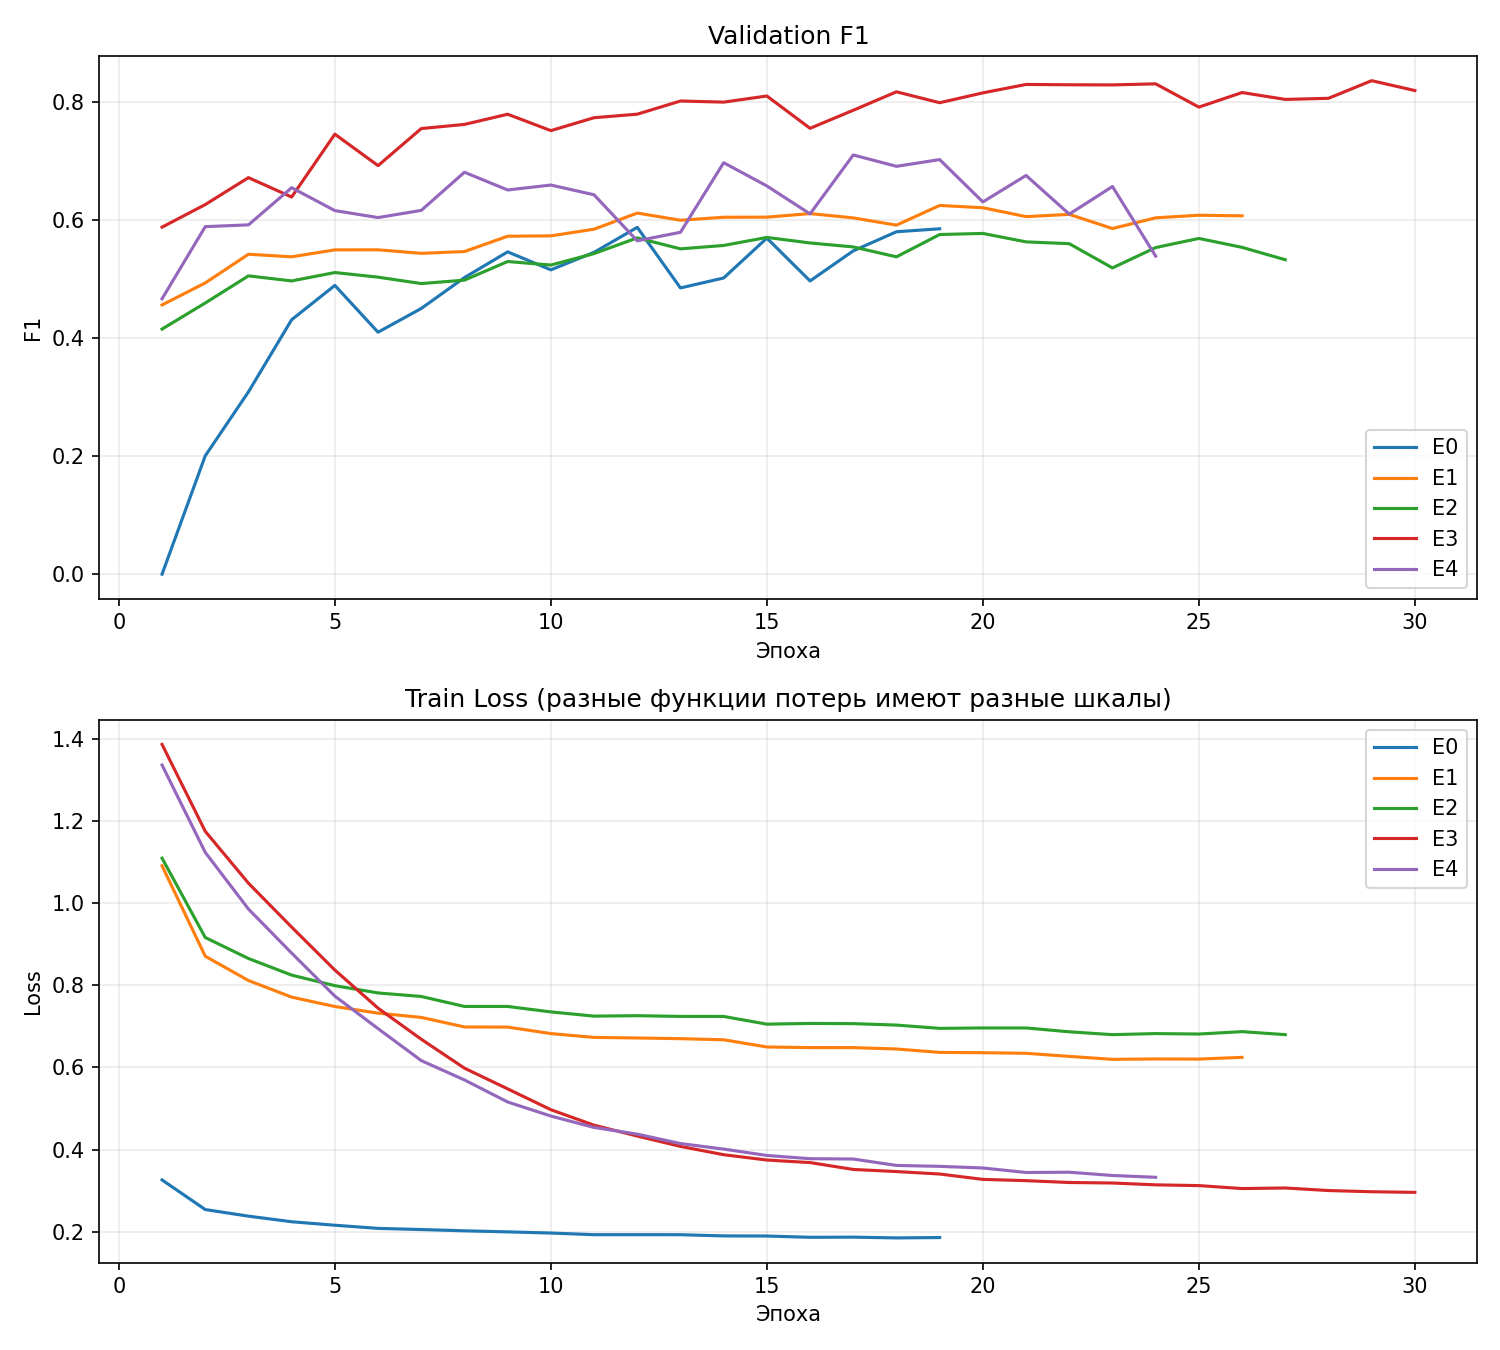 Validation F1
F1
0.8
0.6
0.4
0.2
0.0
0 5 10 15 20 25 30
Эпоха
E0
E1
E2
E3
E4
Train Loss (разные функции потерь имеют разные шкалы)
Loss
1.4
1.2
1.0
0.8
0.6
0.4
0.2
0 5 10 15 20 25 30
Эпоха
E0
E1
E2
E3
E4